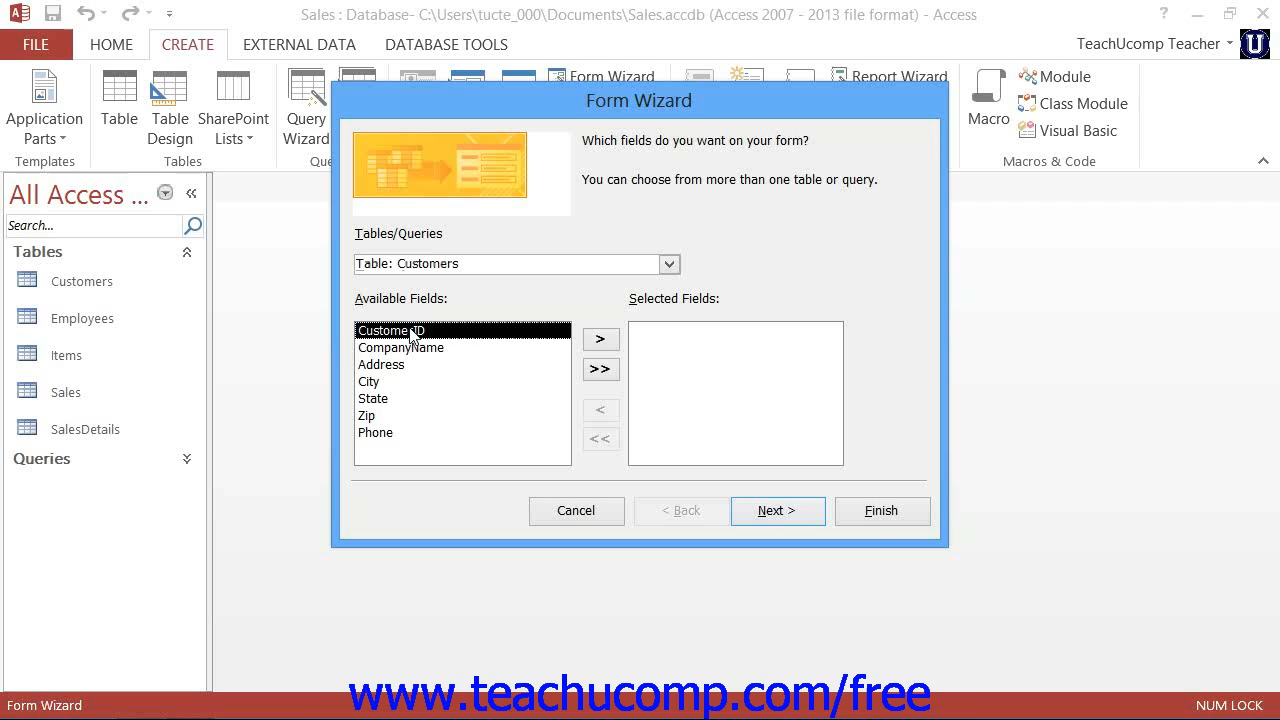 Sales : Database- C:\Users\tucte_000\Documents\Sales.accdb (Access 2007 - 2013 file format) - Access
FILE HOME CREATE EXTERNAL DATA DATABASE TOOLS TeachUcomp Teacher
Application Parts
Templates
Table
Table Design
SharePoint Lists
Tables
Query Wizard
Form Wizard
Report Wizard
Macro
Module
Class Module
Visual Basic
Macros & Code
All Access ...
Search...
Tables
Customers
Employees
Items
Sales
SalesDetails
Queries
Form Wizard
Which fields do you want on your form?
You can choose from more than one table or query.
Tables/Queries
Table: Customers
Available Fields: Selected Fields:
CompanyName
Address
City
State
Zip
Phone
>
>>
<
<<
Cancel < Back Next > Finish
www.teachucomp.com/free
Form Wizard NUM LOCK